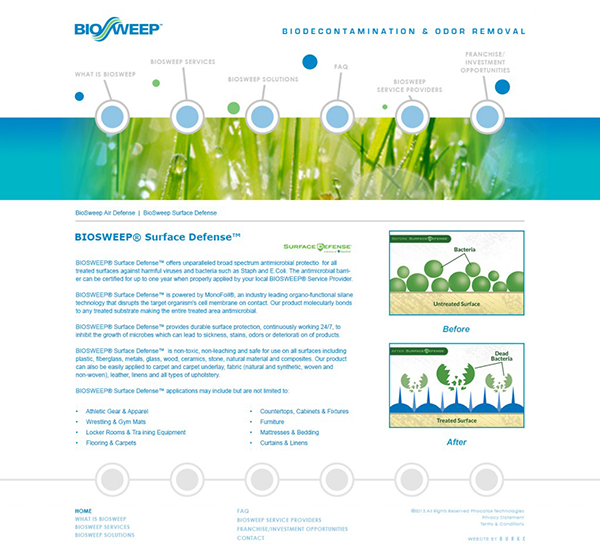 BIOSWEEP™
BIODECONTAMINATION & ODOR REMOVAL
WHAT IS BIOSWEEP
BIOSWEEP SERVICES
BIOSWEEP SOLUTIONS
FAQ
BIOSWEEP
SERVICE PROVIDERS
FRANCHISE/
INVESTMENT
OPPORTUNITIES
BioSweep Air Defense | BioSweep Surface Defense
BIOSWEEP® Surface Defense™
SURFACE DEFENSE
BIOSWEEP® Surface Defense™ offers unparalleled broad spectrum antimicrobial protectio for all
treated surfaces against harmful viruses and bacteria such as Staph and E.Coli. The antimicrobial barri-
er can be certified for up to one year when properly applied by your local BIOSWEEP® Service Provider.
BIOSWEEP® Surface Defense™ is powered by MonoFoil®, an industry leading organo-functional silane
technology that disrupts the target organism's cell membrane on contact. Our product molecularly bonds
to any treated substrate making the entire treated area antimicrobial.
BIOSWEEP® Surface Defense™ provides durable surface protection, continuously working 24/7, to
inhibit the growth of microbes which can lead to sickness, stains, odors or deteriorati on of products.
BIOSWEEP® Surface Defense™ is non-toxic, non-leaching and safe for use on all surfaces including
plastic, fiberglass, metals, glass, wood, ceramics, stone, natural material and composites. Our product
can also be easily applied to carpet and carpet underlay, fabric (natural and synthetic, woven and
non-woven), leather, linens and all types of upholstery.
BIOSWEEP® Surface Defense™ applications may include but are not limited to:
• Athletic Gear & Apparel
• Wrestling & Gym Mats
• Locker Rooms & Tra ining Equipment
• Flooring & Carpets
• Countertops, Cabinets & Fixtures
• Furniture
• Mattresses & Bedding
• Curtains & Linens
BEFORE SURFACE DEFENSE
Bacteria
Untreated Surface
Before
AFTER SURFACE DEFENSE
Dead
Bacteria
Treated Surface
After
HOME
WHAT IS BIOSWEEP
BIOSWEEP SERVICES
BIOSWEEP SOLUTIONS
FAQ
BIOSWEEP SERVICE PROVIDERS
FRANCHISE/INVESTMENT OPPORTUNITIES
CONTACT
All Rights Reserved Phocatox Technologies
Privacy Statement
Terms & Conditions
WEBSITE BY